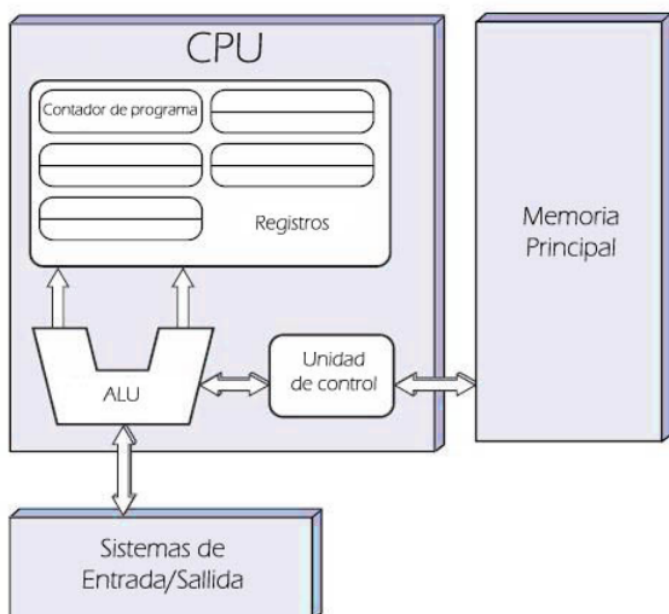 CPU
Contador de programa
Registros
Memoria
Principal
ALU
Unidad
de control
Sistemas de
Entrada/Sallida